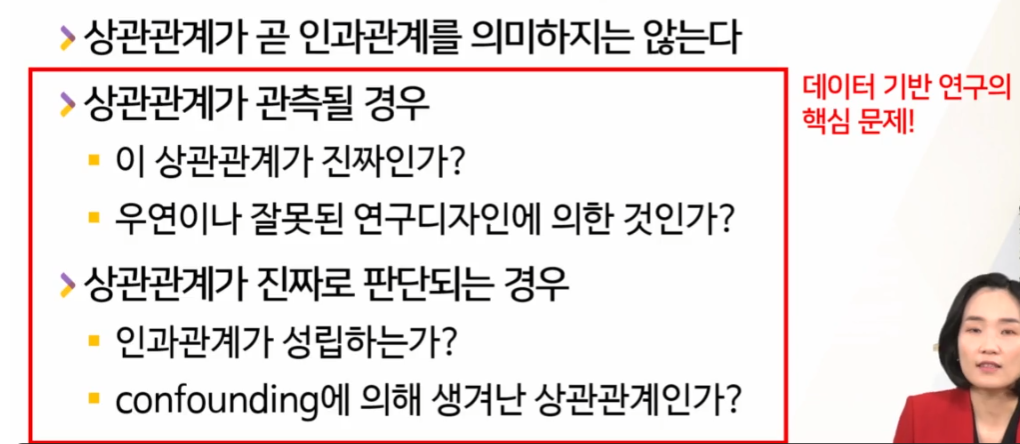 상관관계가 곧 인과관계를 의미하지는 않는다
상관관계가 관측될 경우
데이터 기반 연구의
핵심 문제!
이 상관관계가 진짜인가?
우연이나 잘못된 연구디자인에 의한 것인가?
상관관계가 진짜로 판단되는 경우
인과관계가 성립하는가?
confounding에 의해 생겨난 상관관계인가?